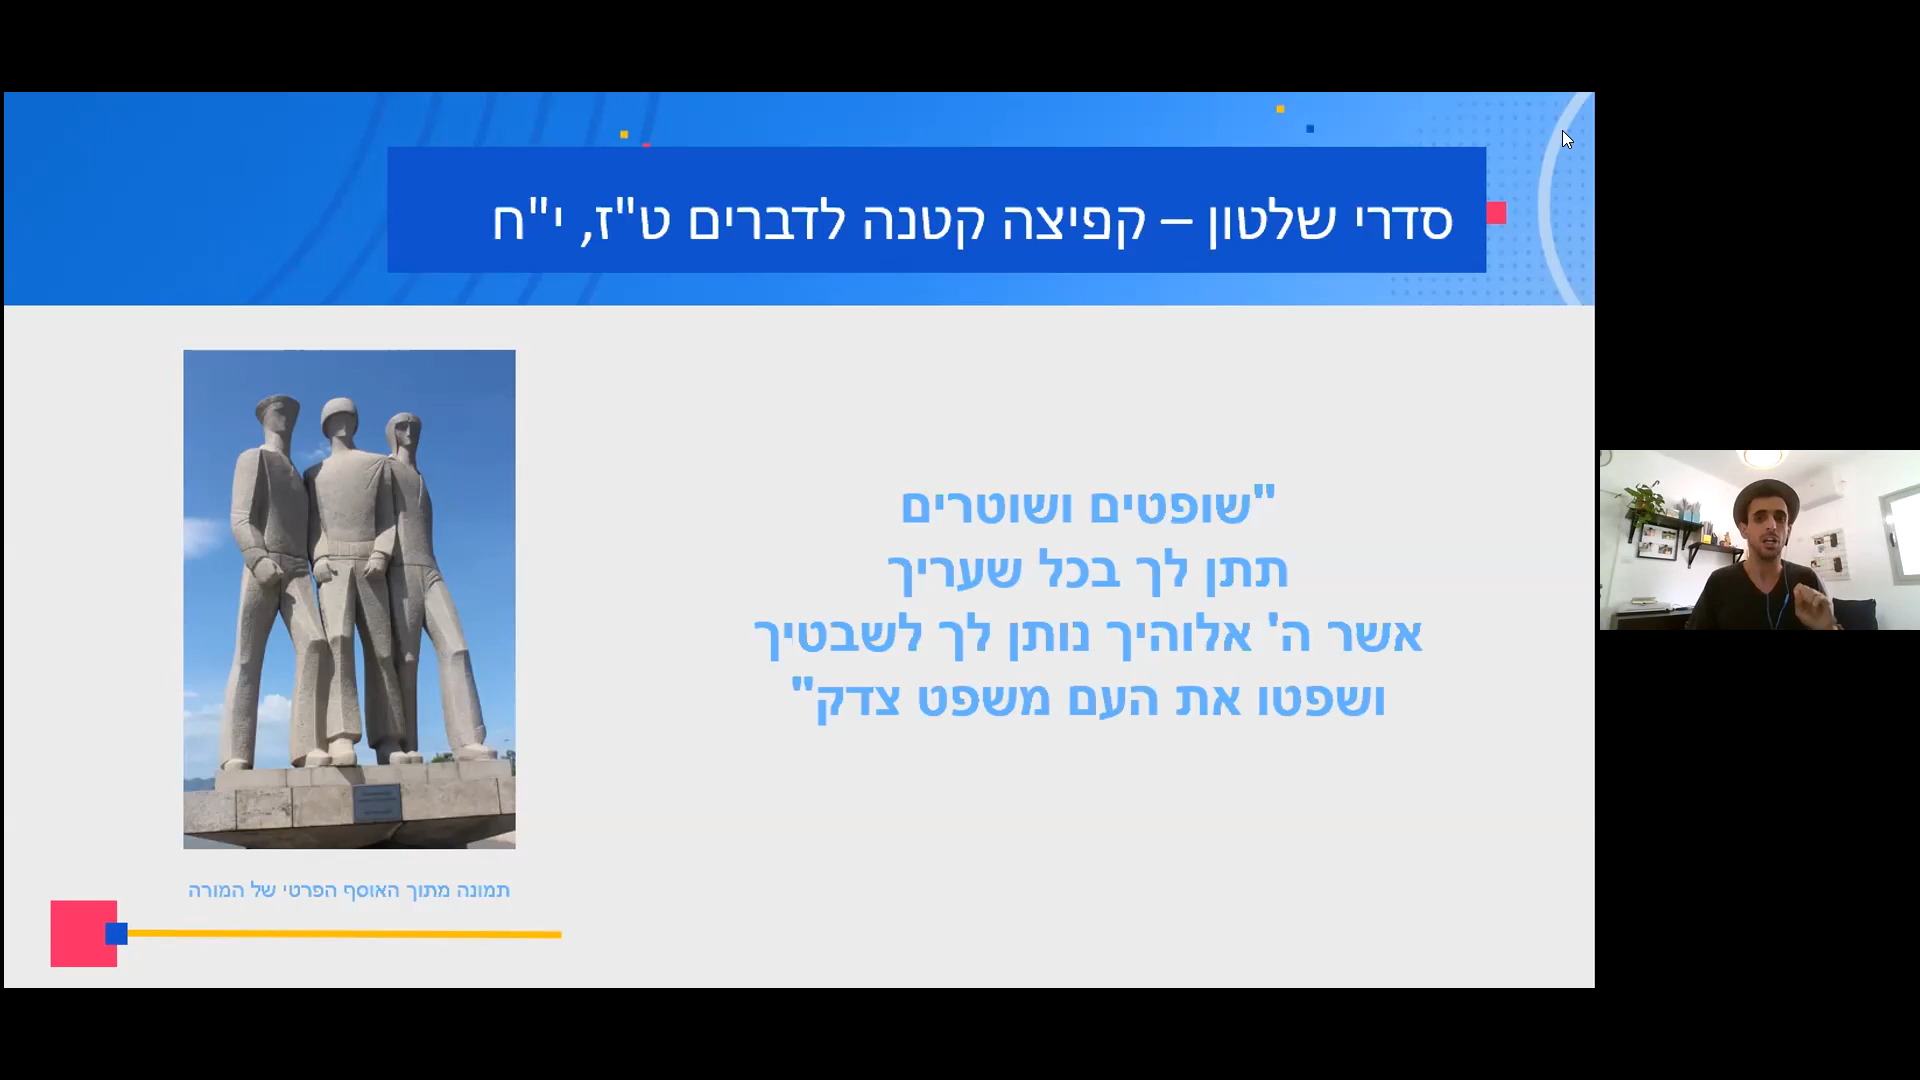 סדרי שלטון – קפיצה קטנה לדברים ט"ז, י"ח
"שופטים ושוטרים
תתן לך בכל שעריך
אשר ה' אלוהיך נותן לך לשבטיך
ושפטו את העם משפט צדק"
תמונה מתוך האוסף הפרטי של המורה